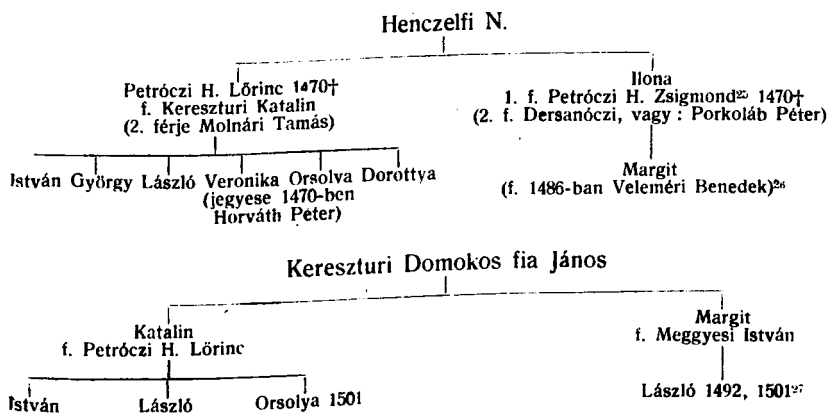 Henczelfi N.
Petróczi H. Lőrinc 1470†
f. Kereszturi Katalin
(2. férje Molnári Tamás)
Ilona
1. f. Petróczi H. Zsigmond²⁵ 1470†
(2. f. Dersanóczi, vagy : Porkoláb Péter)
István György László Veronika Orsolva Dorottya
(jegyese 1470-ben
Horváth Péter)
Margit
(f. 1486-ban Veleméri Benedek)²⁶
Kereszturi Domokos fia János
Katalin
f. Petróczi H. Lörinc
Margit
f. Meggyesi István
István László Orsolya 1501
László 1492, 1501²⁷